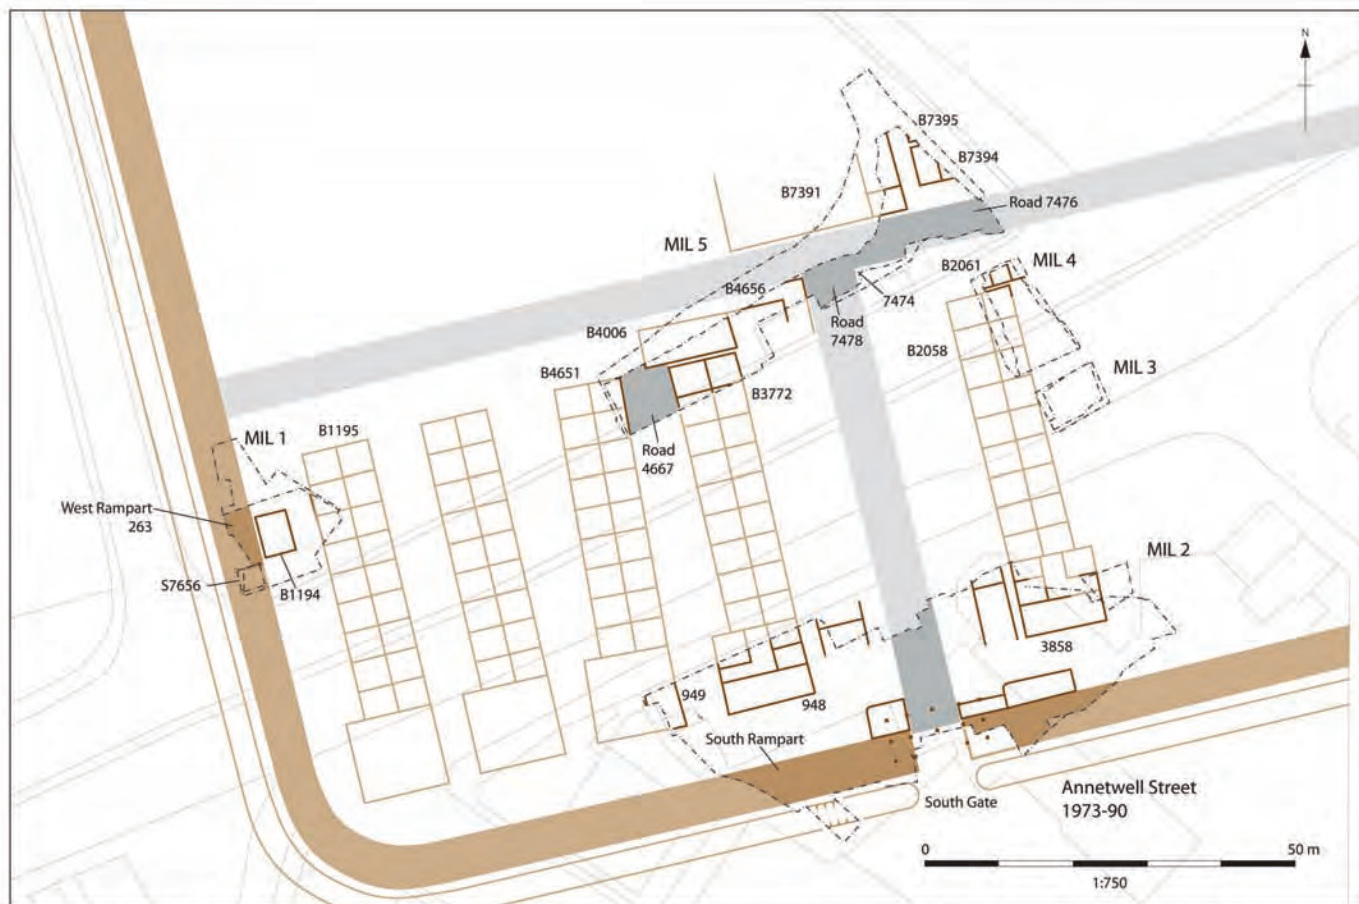 N
B7395
B7394
B7391
Road 7476
MIL 5
B2061
MIL 4
B4656
7474
B4006
Road
7478
B2058
MIL 3
B4651
B3772
MIL 1
B1195
Road
4667
West Rampart
263
MIL 2
S7656
B1194
3858
949
948
South Rampart
South Gate
Annetwell Street
1973-90
0
50 m
1:750